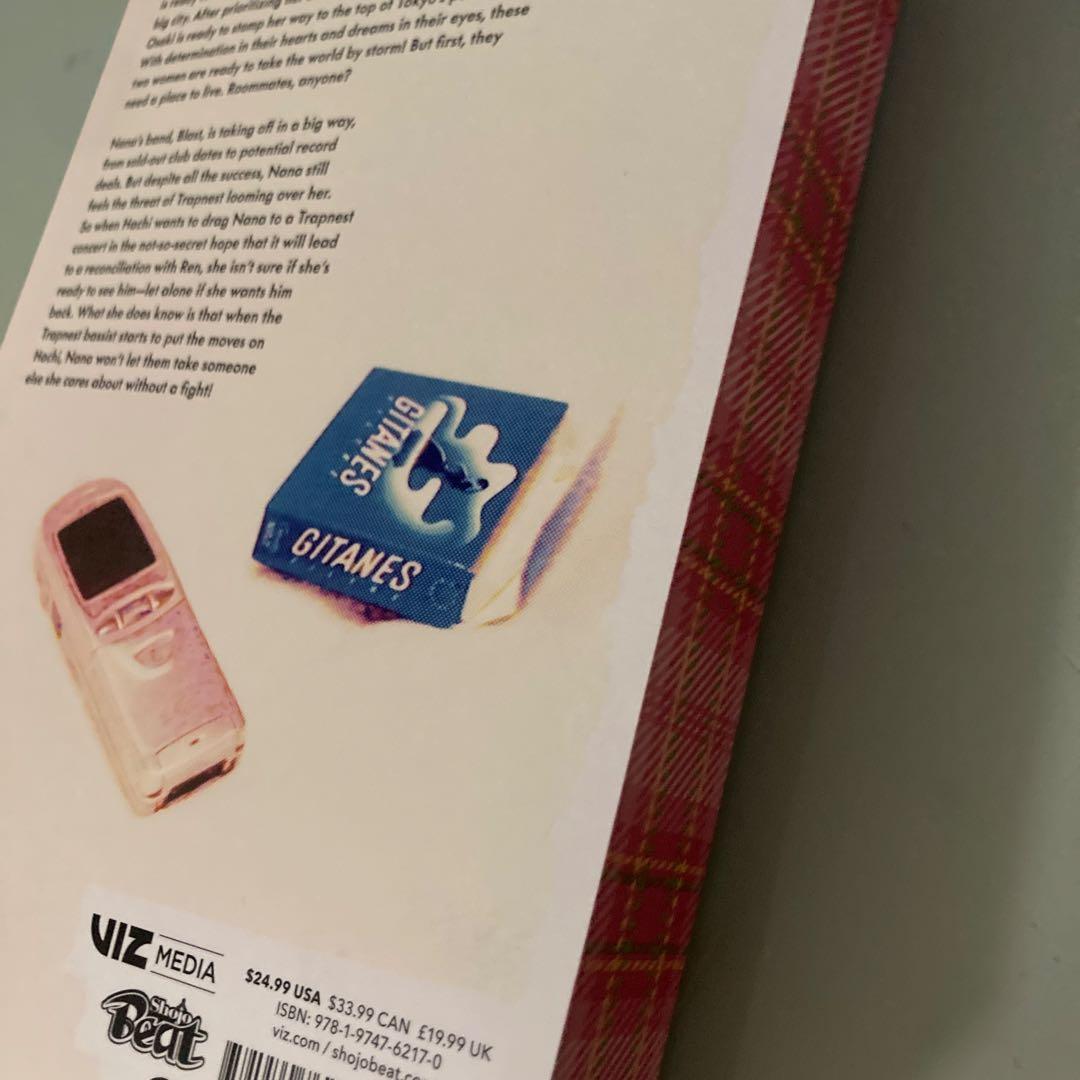 big city. After prioritizing
Osaki is ready to stomp her way to the top of Tokyo's
With determination in their hearts and dreams in their eyes, these
two women are ready to take the world by storm! But first, they
need a place to live. Roommates, anyone?
Nana's band, Blast, is taking off in a big way,
from sold-out club dates to potential record
deals. But despite all the success, Nana still
feels the threat of Trapnest looming over her.
So when Hachi wants to drag Nana to a Trapnest
concert in the not-so-secret hope that it will lead
to a reconciliation with Ren, she isn't sure if she's
ready to see him—let alone if she wants him
back. What she does know is that when the
Trapnest bassist starts to put the moves on
Hachi, Nana won't let them take someone
else she cares about without a fight!
GITANES
GITANES
VIZ MEDIA
$24.99 USA $33.99 CAN £19.99 UK
ISBN: 978-1-9747-6217-0
viz.com / shojobeat.co
Shojo
Beat